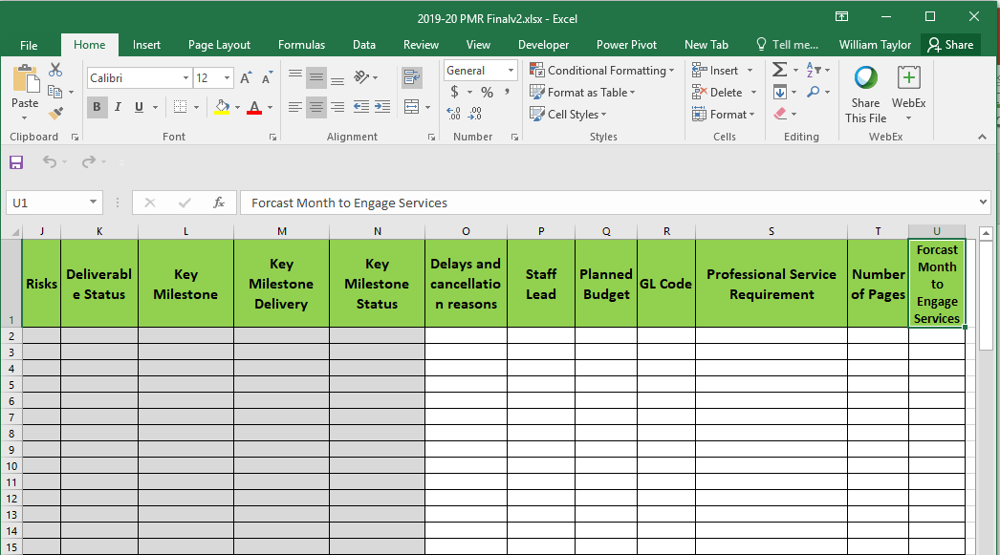 2019-20 PMR Finalv2.xlsx - Excel
File Home Insert Page Layout Formulas Data Review View Developer Power Pivot New Tab Tell me... William Taylor Share
Paste
Calibri 12
B I U A A A
General
$ % ,
.00 .00
Conditional Formatting
Format as Table
Cell Styles
Insert
Delete
Format
Share
This File
WebEx
Clipboard Font Alignment Number Styles Cells Editing WebEx
U1 fx Forcast Month to Engage Services
J K L M N O P Q R S T U
Risks
Deliverabl
e Status
Key
Milestone
Key
Milestone
Delivery
Key
Milestone
Status
Delays and
cancellatio
n reasons
Staff
Lead
Planned
Budget
GL Code
Professional Service
Requirement
Number
of Pages
Forcast
Month
to
Engage
Services
1
2
3
4
5
6
7
8
9
10
11
12
13
14
15